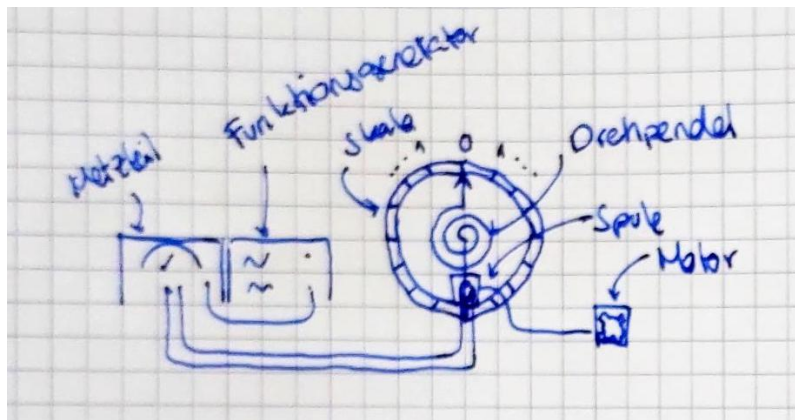 Netzteil
Funktionsgenerator
Skala
0
Drehpendel
Spule
Motor